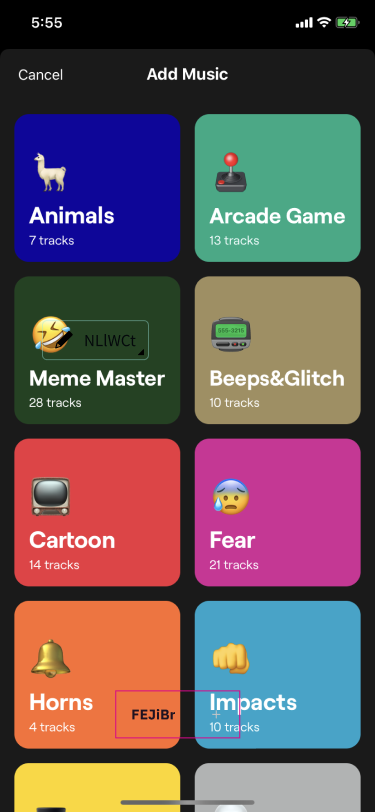 5:55
Cancel
Add Music
Animals
7 tracks
Arcade Game
13 tracks
555-3215
NLlWCt
Meme Master
28 tracks
Beeps&Glitch
10 tracks
Cartoon
14 tracks
Fear
21 tracks
Horns
4 tracks
FEJiBr
Impacts
10 tracks